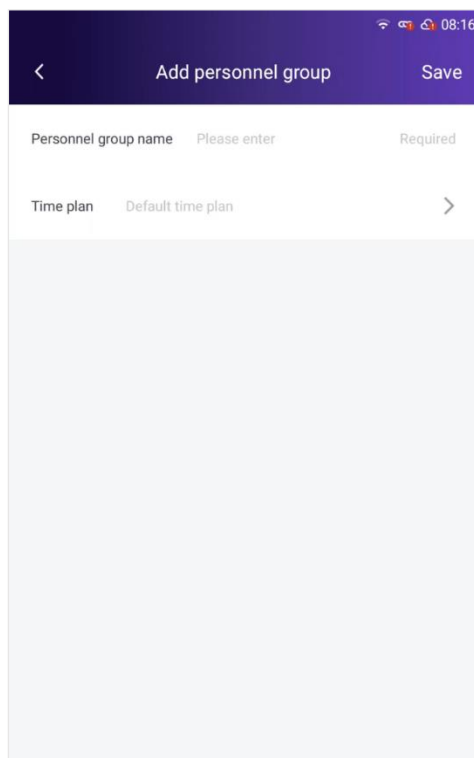 08:16
Add personnel group Save
Personnel group name Please enter Required
Time plan Default time plan